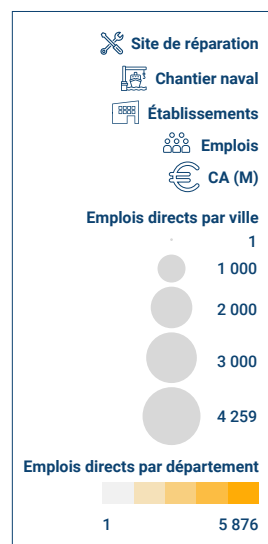 Site de réparation
Chantier naval
Établissements
Emplois
CA (M)
Emplois directs par ville
1
1 000
2 000
3 000
4 259
Emplois directs par département
1 5 876